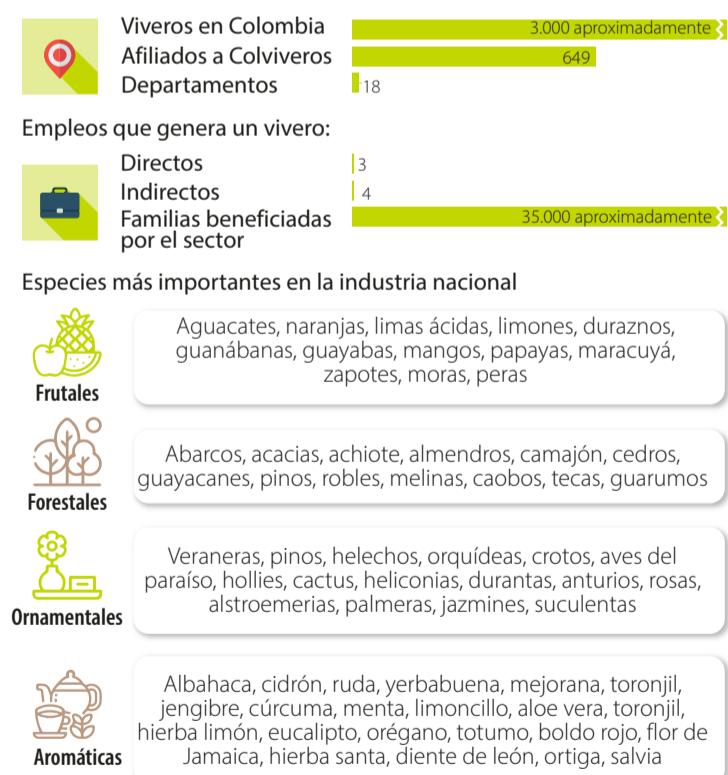 Viveros en Colombia
3.000 aproximadamente
Afiliados a Colviveros
649
Departamentos
18
Empleos que genera un vivero:
Directos
3
Indirectos
4
Familias beneficiadas
por el sector
35.000 aproximadamente
Especies más importantes en la industria nacional
Frutales
Aguacates, naranjas, limas ácidas, limones, duraznos,
guanábanas, guayabas, mangos, papayas, maracuyá,
zapotes, moras, peras
Forestales
Abarcos, acacias, achiote, almendros, camajón, cedros,
guayacanes, pinos, robles, melinas, caobos, tecas, guarumos
Ornamentales
Veraneras, pinos, helechos, orquídeas, crotos, aves del
paraíso, hollies, cactus, heliconias, durantas, anturios, rosas,
alstroemerias, palmeras, jazmines, suculentas
Aromáticas
Albahaca, cidrón, ruda, yerbabuena, mejorana, toronjil,
jengibre, cúrcuma, menta, limoncillo, aloe vera, toronjil,
hierba limón, eucalipto, orégano, totumo, boldo rojo, flor de
Jamaica, hierba santa, diente de león, ortiga, salvia